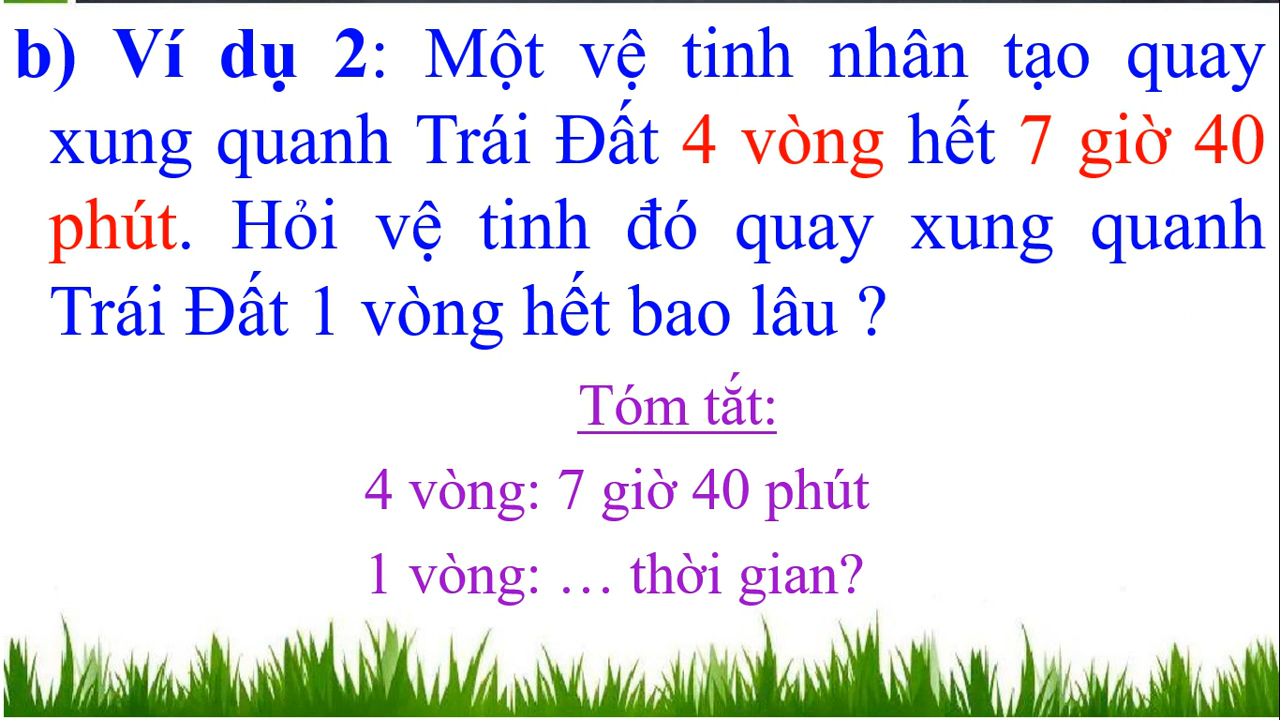 b) Ví dụ 2: Một vệ tinh nhân tạo quay
xung quanh Trái Đất 4 vòng hết 7 giờ 40
phút. Hỏi vệ tinh đó quay xung quanh
Trái Đất 1 vòng hết bao lâu ?
Tóm tắt:
4 vòng: 7 giờ 40 phút
1 vòng: … thời gian?